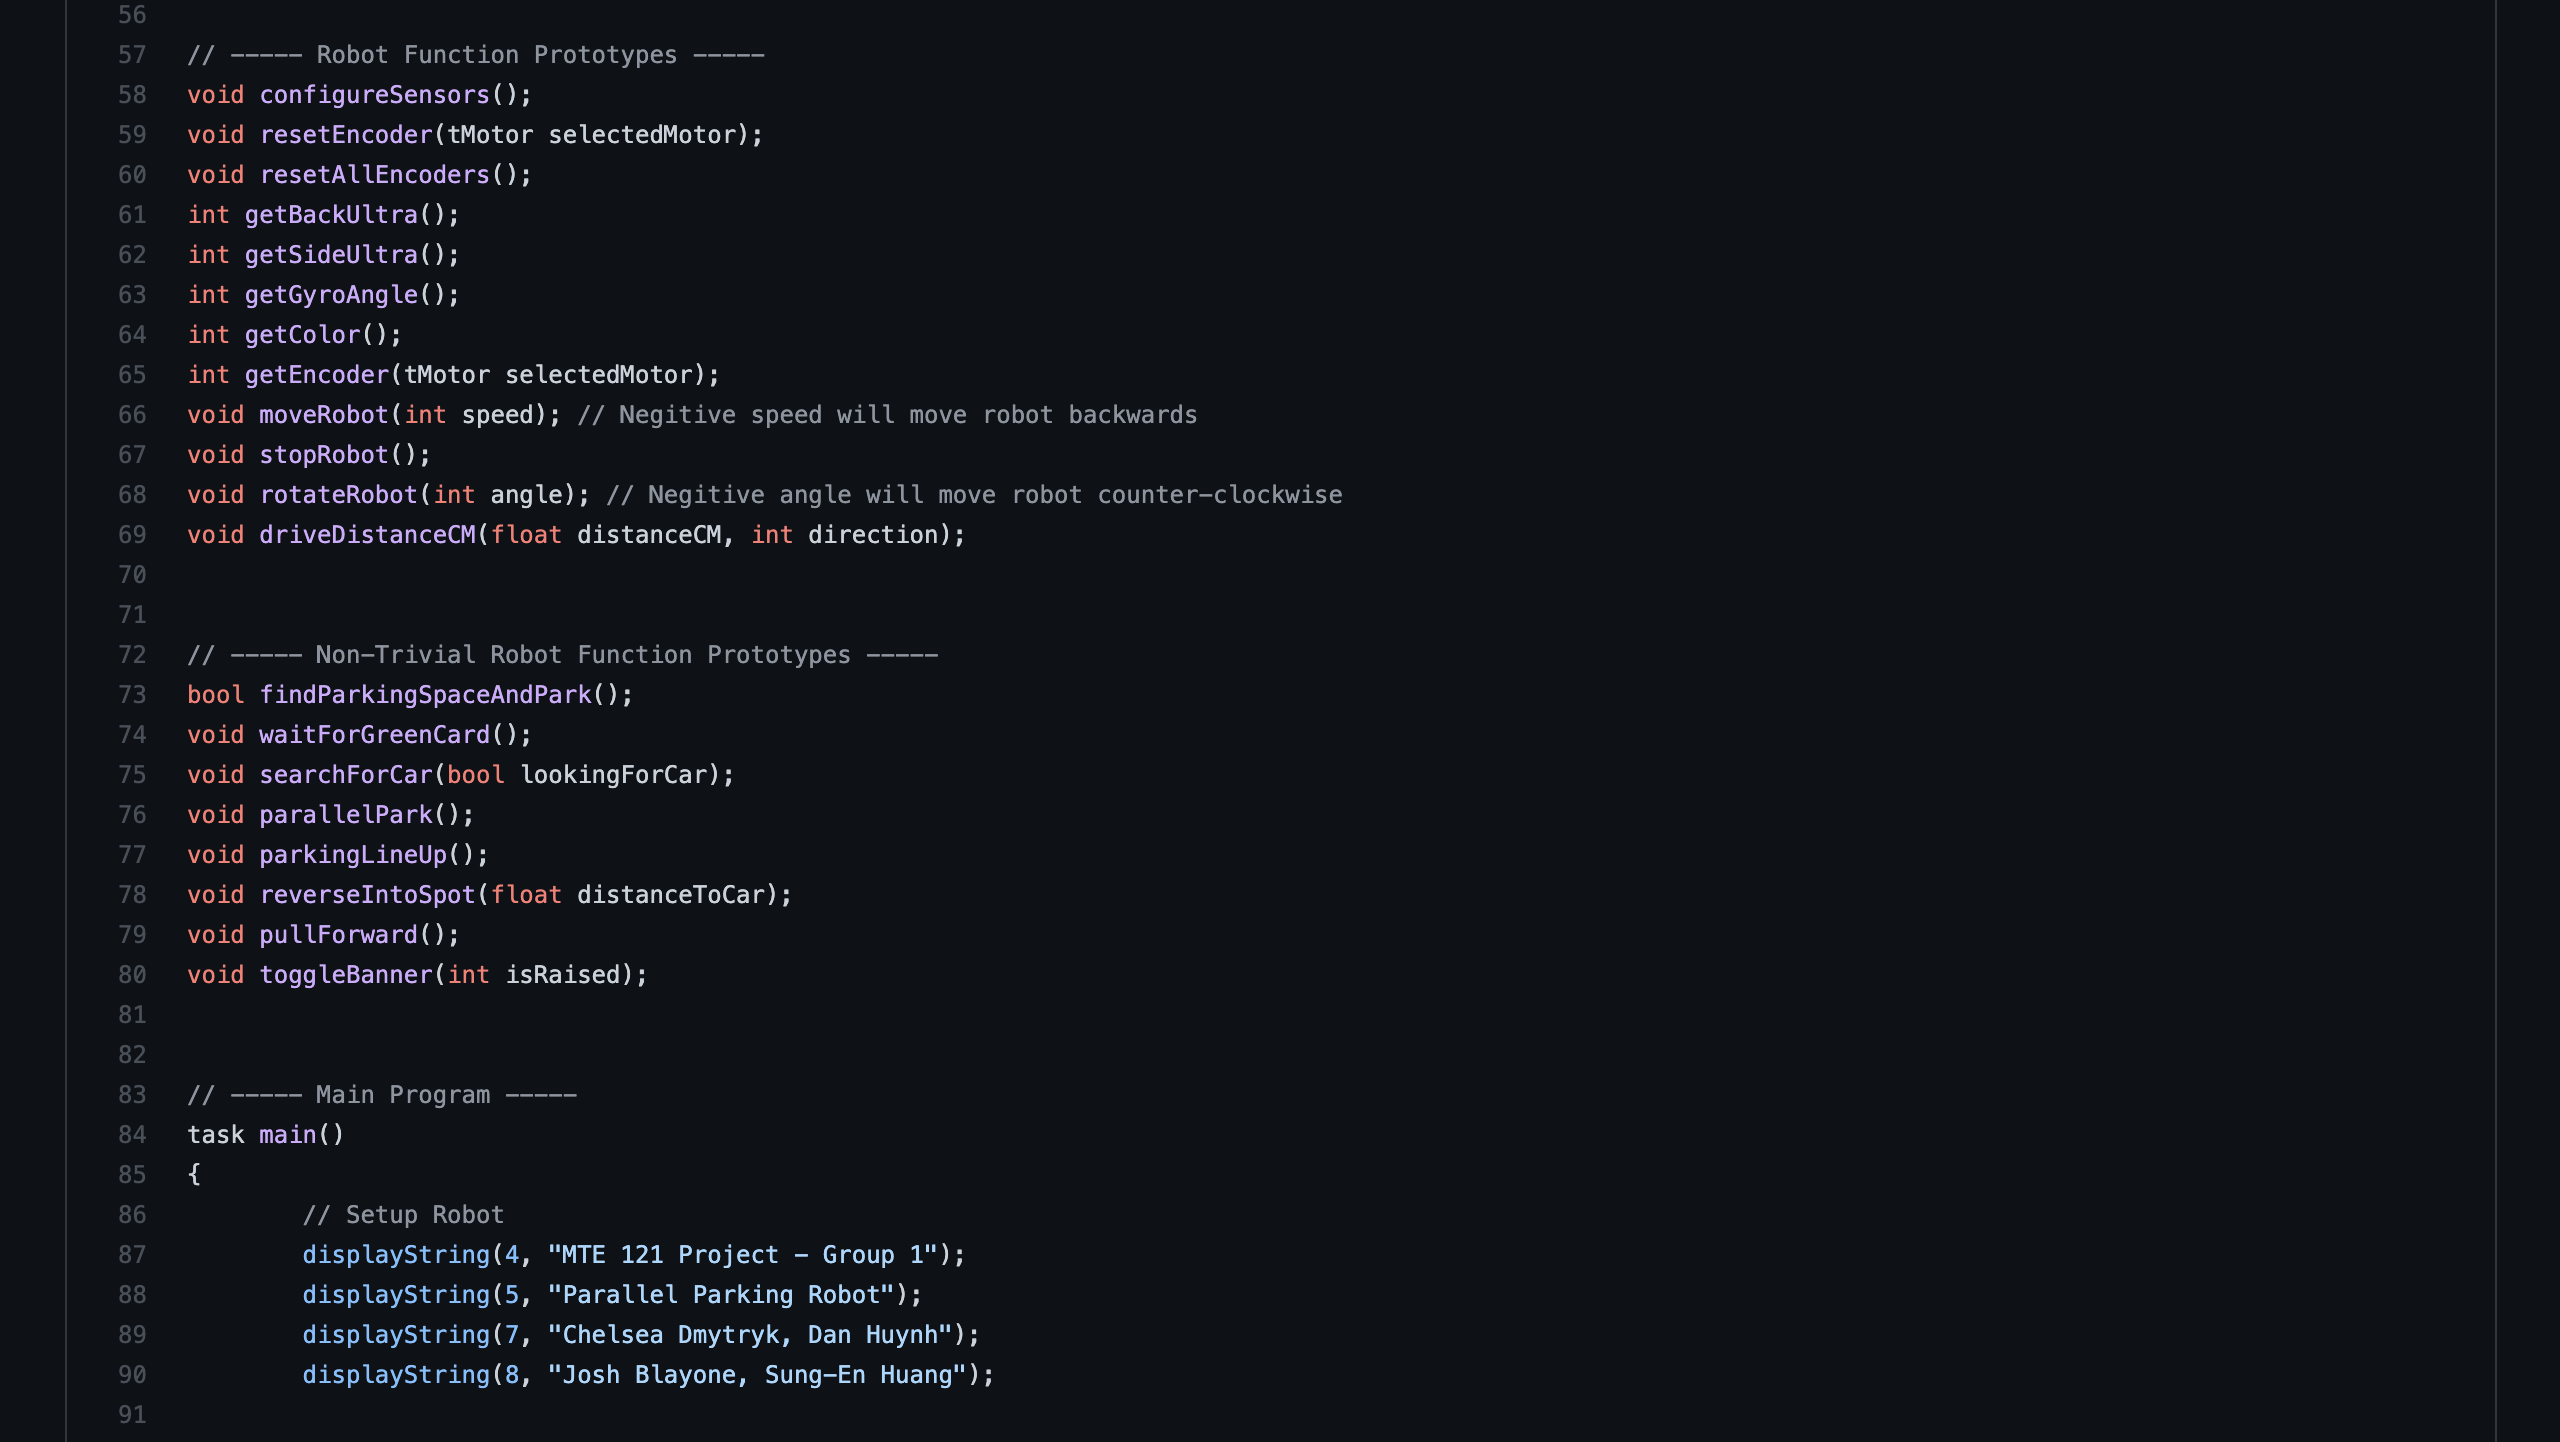 56
57 // ----- Robot Function Prototypes -----
58 void configureSensors();
59 void resetEncoder(tMotor selectedMotor);
60 void resetAllEncoders();
61 int getBackUltra();
62 int getSideUltra();
63 int getGyroAngle();
64 int getColor();
65 int getEncoder(tMotor selectedMotor);
66 void moveRobot(int speed); // Negitive speed will move robot backwards
67 void stopRobot();
68 void rotateRobot(int angle); // Negitive angle will move robot counter-clockwise
69 void driveDistanceCM(float distanceCM, int direction);
70
71
72 // ----- Non-Trivial Robot Function Prototypes -----
73 bool findParkingSpaceAndPark();
74 void waitForGreenCard();
75 void searchForCar(bool lookingForCar);
76 void parallelPark();
77 void parkingLineUp();
78 void reverseIntoSpot(float distanceToCar);
79 void pullForward();
80 void toggleBanner(int isRaised);
81
82
83 // ----- Main Program -----
84 task main()
85 {
86 // Setup Robot
87 displayString(4, "MTE 121 Project - Group 1");
88 displayString(5, "Parallel Parking Robot");
89 displayString(7, "Chelsea Dmytryk, Dan Huynh");
90 displayString(8, "Josh Blayone, Sung-En Huang");
91